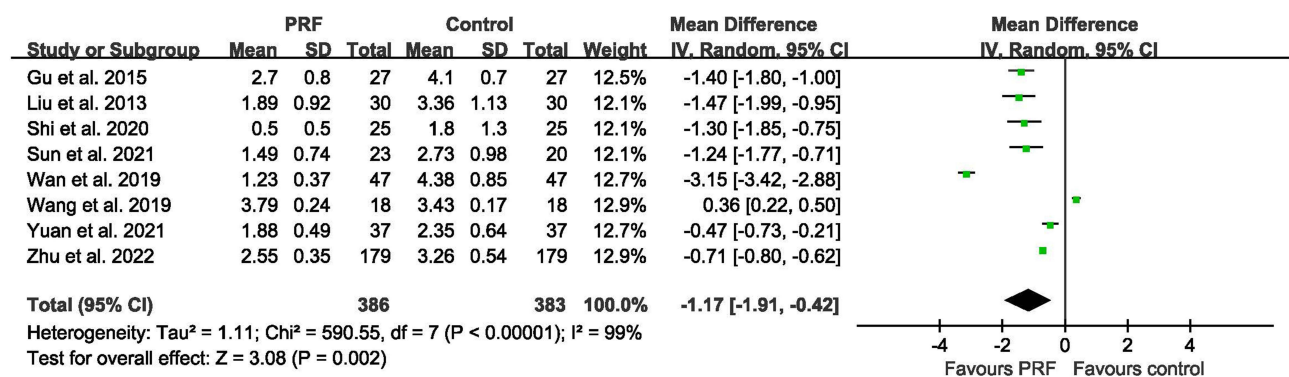 PRF Control Mean Difference Mean Difference
Study or Subgroup Mean SD Total Mean SD Total Weight IV. Random. 95% CI IV. Random. 95% CI
Gu et al. 2015 2.7 0.8 27 4.1 0.7 27 12.5% -1.40 [-1.80, -1.00]
Liu et al. 2013 1.89 0.92 30 3.36 1.13 30 12.1% -1.47 [-1.99, -0.95]
Shi et al. 2020 0.5 0.5 25 1.8 1.3 25 12.1% -1.30 [-1.85, -0.75]
Sun et al. 2021 1.49 0.74 23 2.73 0.98 20 12.1% -1.24 [-1.77, -0.71]
Wan et al. 2019 1.23 0.37 47 4.38 0.85 47 12.7% -3.15 [-3.42, -2.88]
Wang et al. 2019 3.79 0.24 18 3.43 0.17 18 12.9% 0.36 [0.22, 0.50]
Yuan et al. 2021 1.88 0.49 37 2.35 0.64 37 12.8% -0.47 [-0.73, -0.21]
Zhu et al. 2022 2.55 0.35 179 3.26 0.54 179 12.9% -0.71 [-0.80, -0.62]
Total (95% CI) 386 383 100.0% -1.17 [-1.91, -0.42]
Heterogeneity: Tau² = 1.11; Chi² = 590.55, df = 7 (P < 0.00001); I² = 99%
Test for overall effect: Z = 3.08 (P = 0.002)
-4 -2 0 2 4
Favours PRF Favours control